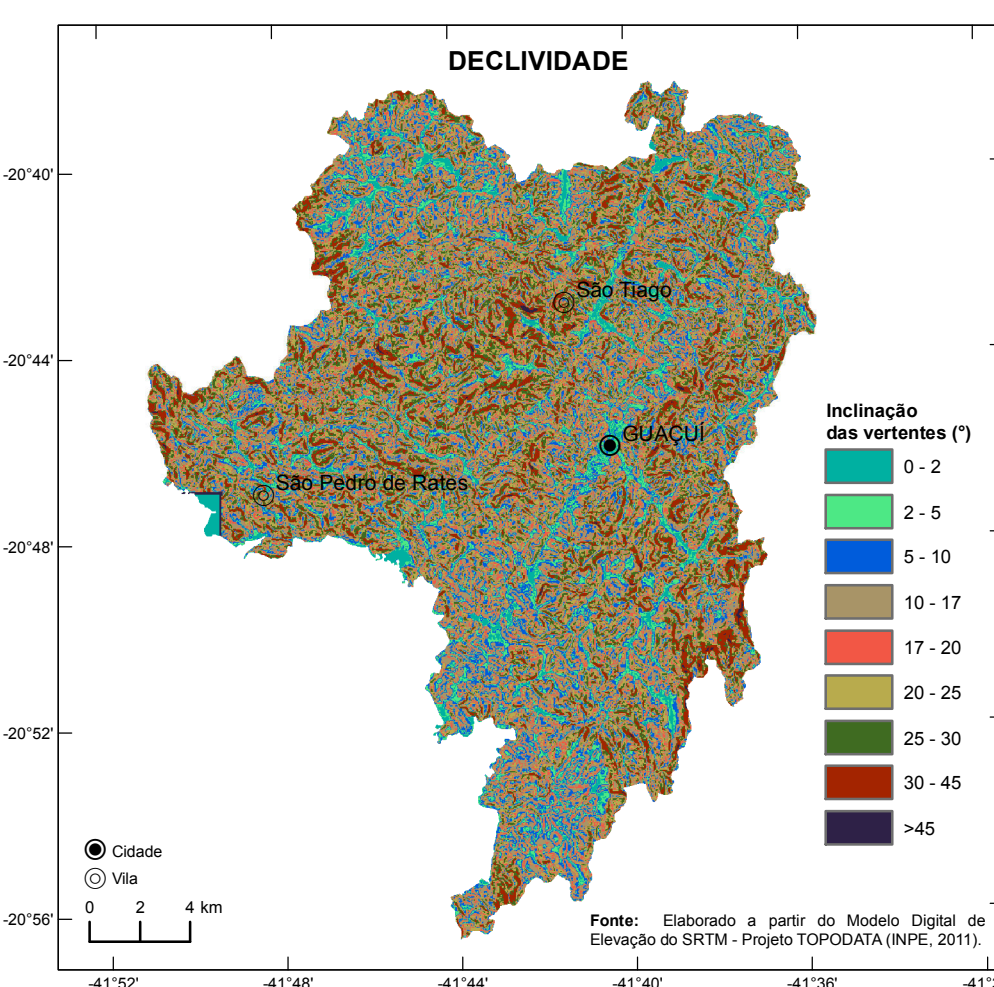 DECLIVIDADE
-20°40'
-20°44'
-20°48'
-20°52'
-20°56'
São Tiago
GUAÇUÍ
São Pedro de Rates
Inclinação
das vertentes (°)
0 - 2
2 - 5
5 - 10
10 - 17
17 - 20
20 - 25
25 - 30
30 - 45
>45
Cidade
Vila
0 2 4 km
Fonte: Elaborado a partir do Modelo Digital de
Elevação do SRTM - Projeto TOPODATA (INPE, 2011).
-41°52' -41°48' -41°44' -41°40' -41°36'